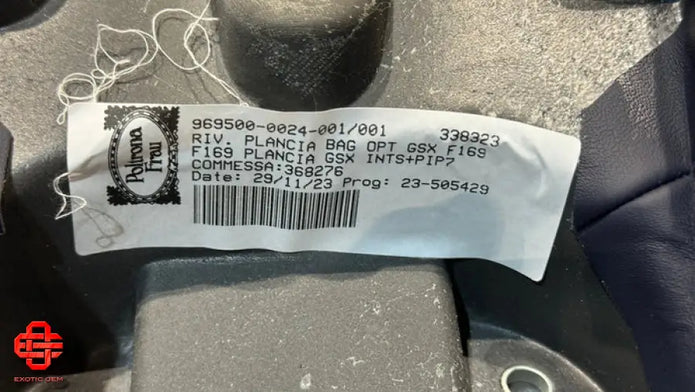 Poltrona
Frau
969500-0024-001/001 338323
RIV. PLANCIA BAG OPT GSX F169
F169 PLANCIA GSX INTS+PIP7
COMMESSA:368276
Date: 29/11/23 Prog: 23-505429
EXOTIC OEM